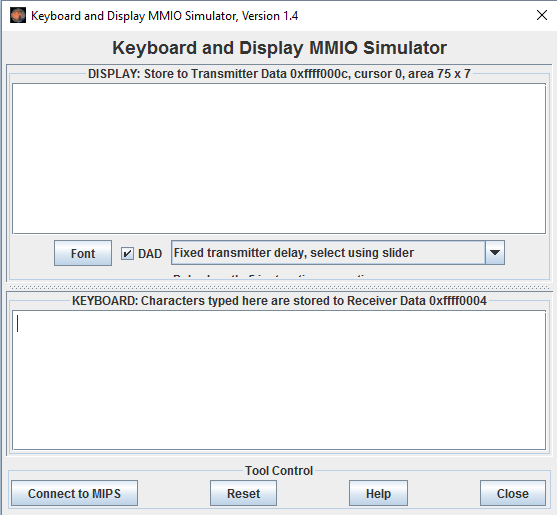 Keyboard and Display MMIO Simulator, Version 1.4
Keyboard and Display MMIO Simulator
DISPLAY: Store to Transmitter Data 0xffff000c, cursor 0, area 75 x 7
Font
DAD
Fixed transmitter delay, select using slider
KEYBOARD: Characters typed here are stored to Receiver Data 0xffff0004
Tool Control
Connect to MIPS
Reset
Help
Close